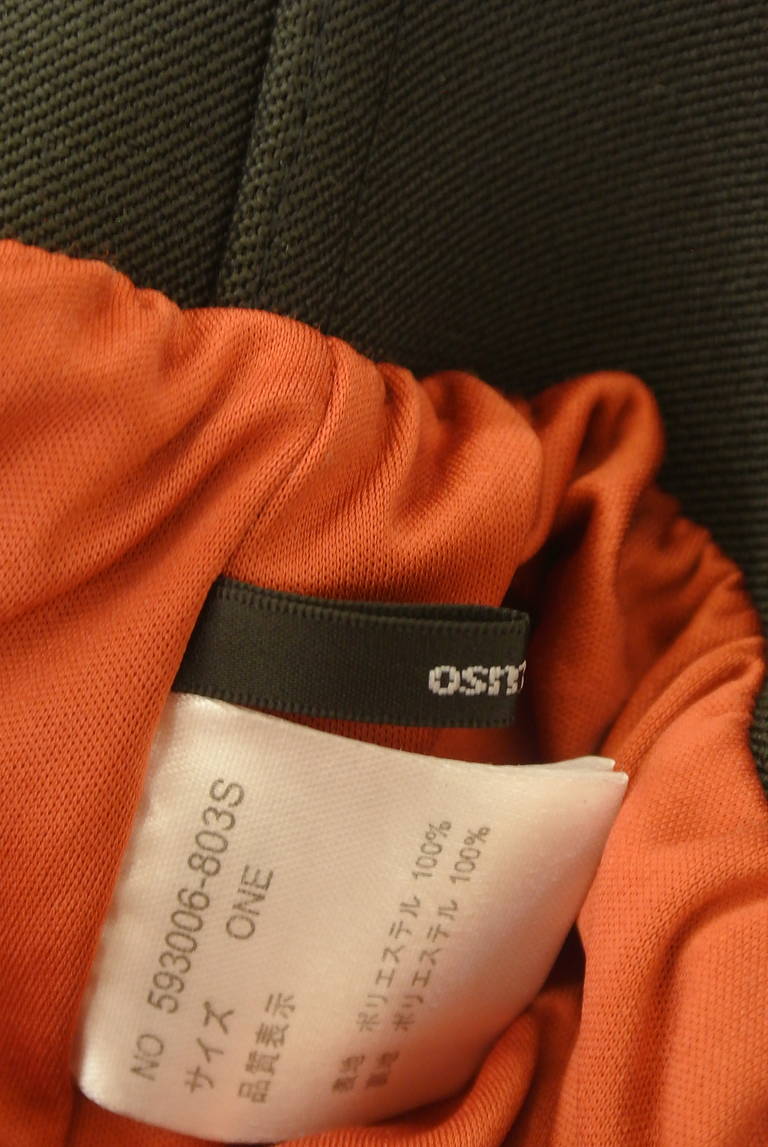 osm
NO 593006-803S
サイズ ONE
品質表示
表地 ポリエステル 100%
裏地 ポリエステル 100%